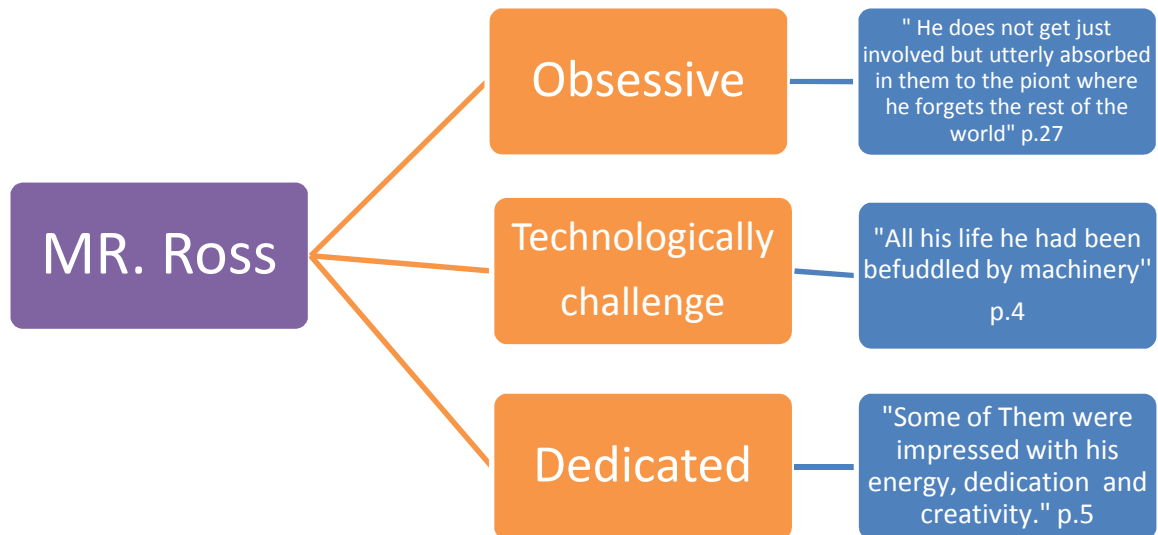 MR. Ross
Obsessive
" He does not get just
involved but utterly absorbed
in them to the piont where
he forgets the rest of the
world" p.27
Technologically
challenge
"All his life he had been
befuddled by machinery''
p.4
Dedicated
"Some of Them were
impressed with his
energy, dedication  and
creativity." p.5